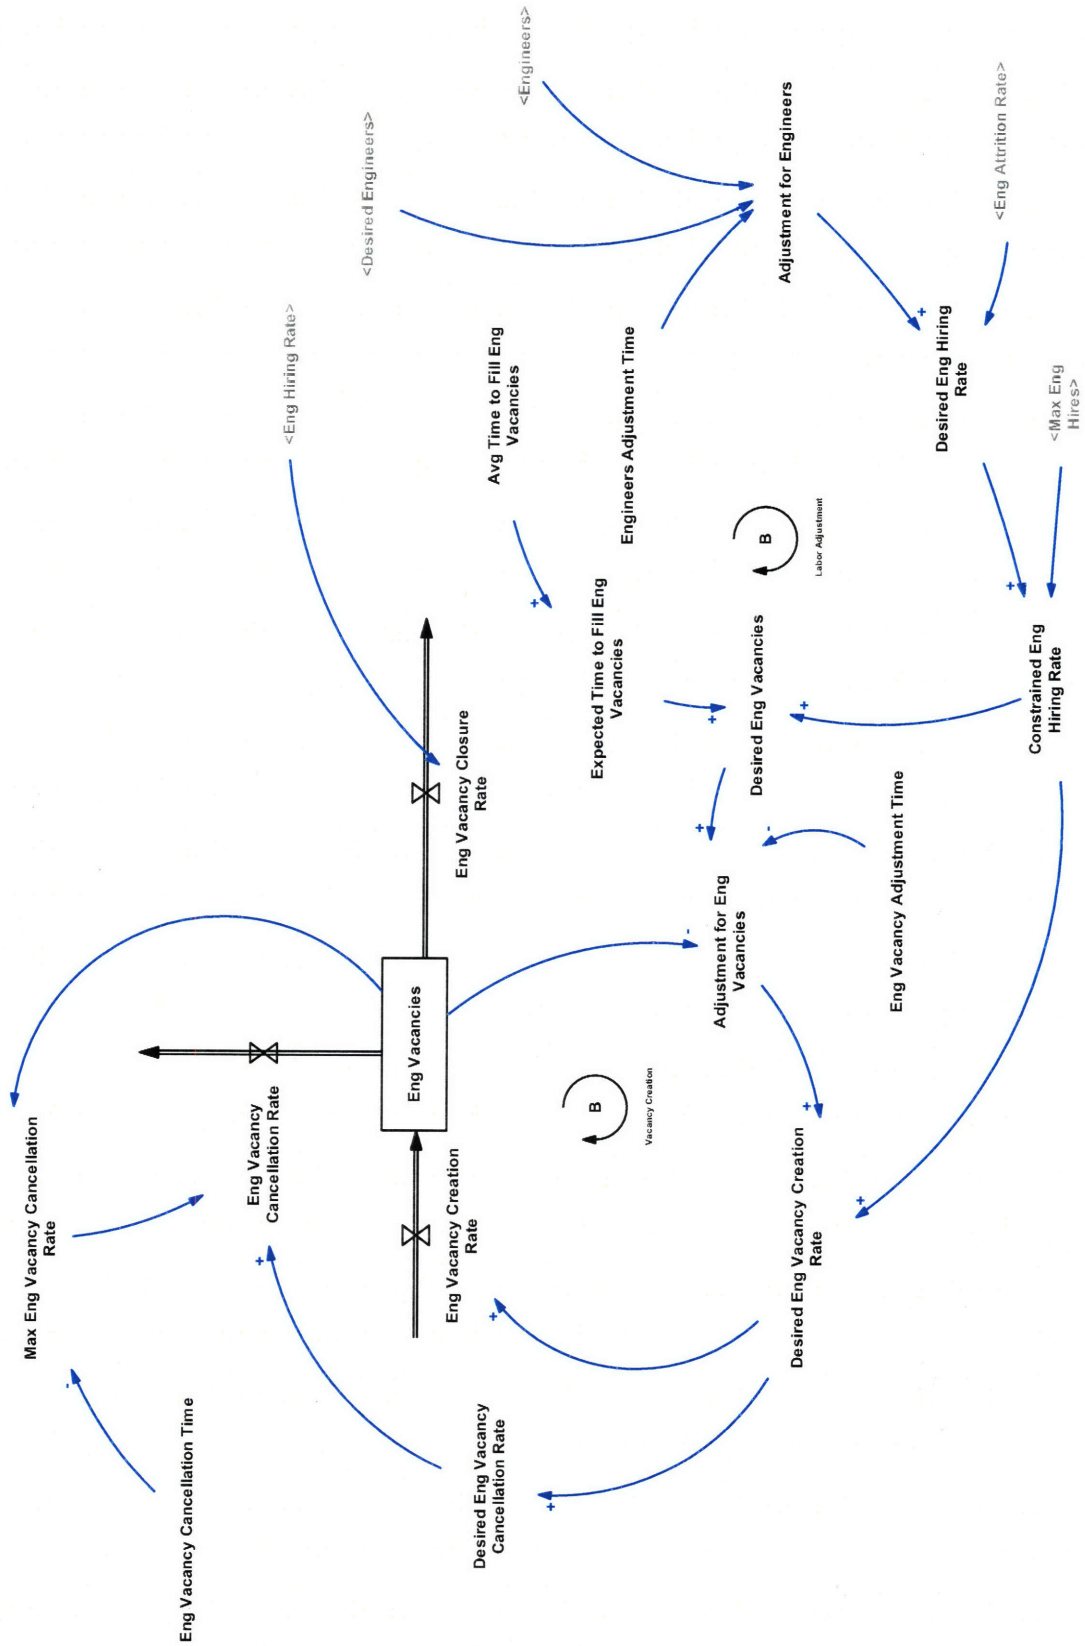 Max Eng Vacancy Cancellation
Rate
Eng Vacancy Cancellation Time
-
Eng Vacancy
Cancellation Rate
+
<Eng Hiring Rate>
<Desired Engineers>
<Engineers>
Eng Vacancies
Eng Vacancy Creation
Rate
+
Eng Vacancy Closure
Rate
Desired Eng Vacancy
Cancellation Rate
+
Avg Time to Fill Eng
Vacancies
+
Expected Time to Fill Eng
Vacancies
Engineers Adjustment Time
B
Vacancy Creation
-
Adjustment for Eng
Vacancies
+
+
Desired Eng Vacancies
-
B
Labor Adjustment
Adjustment for Engineers
Desired Eng Vacancy Creation
Rate
+
+
+
Eng Vacancy Adjustment Time
Desired Eng Hiring
Rate
+
<Eng Attrition Rate>
Constrained Eng
Hiring Rate
+
<Max Eng
Hires>